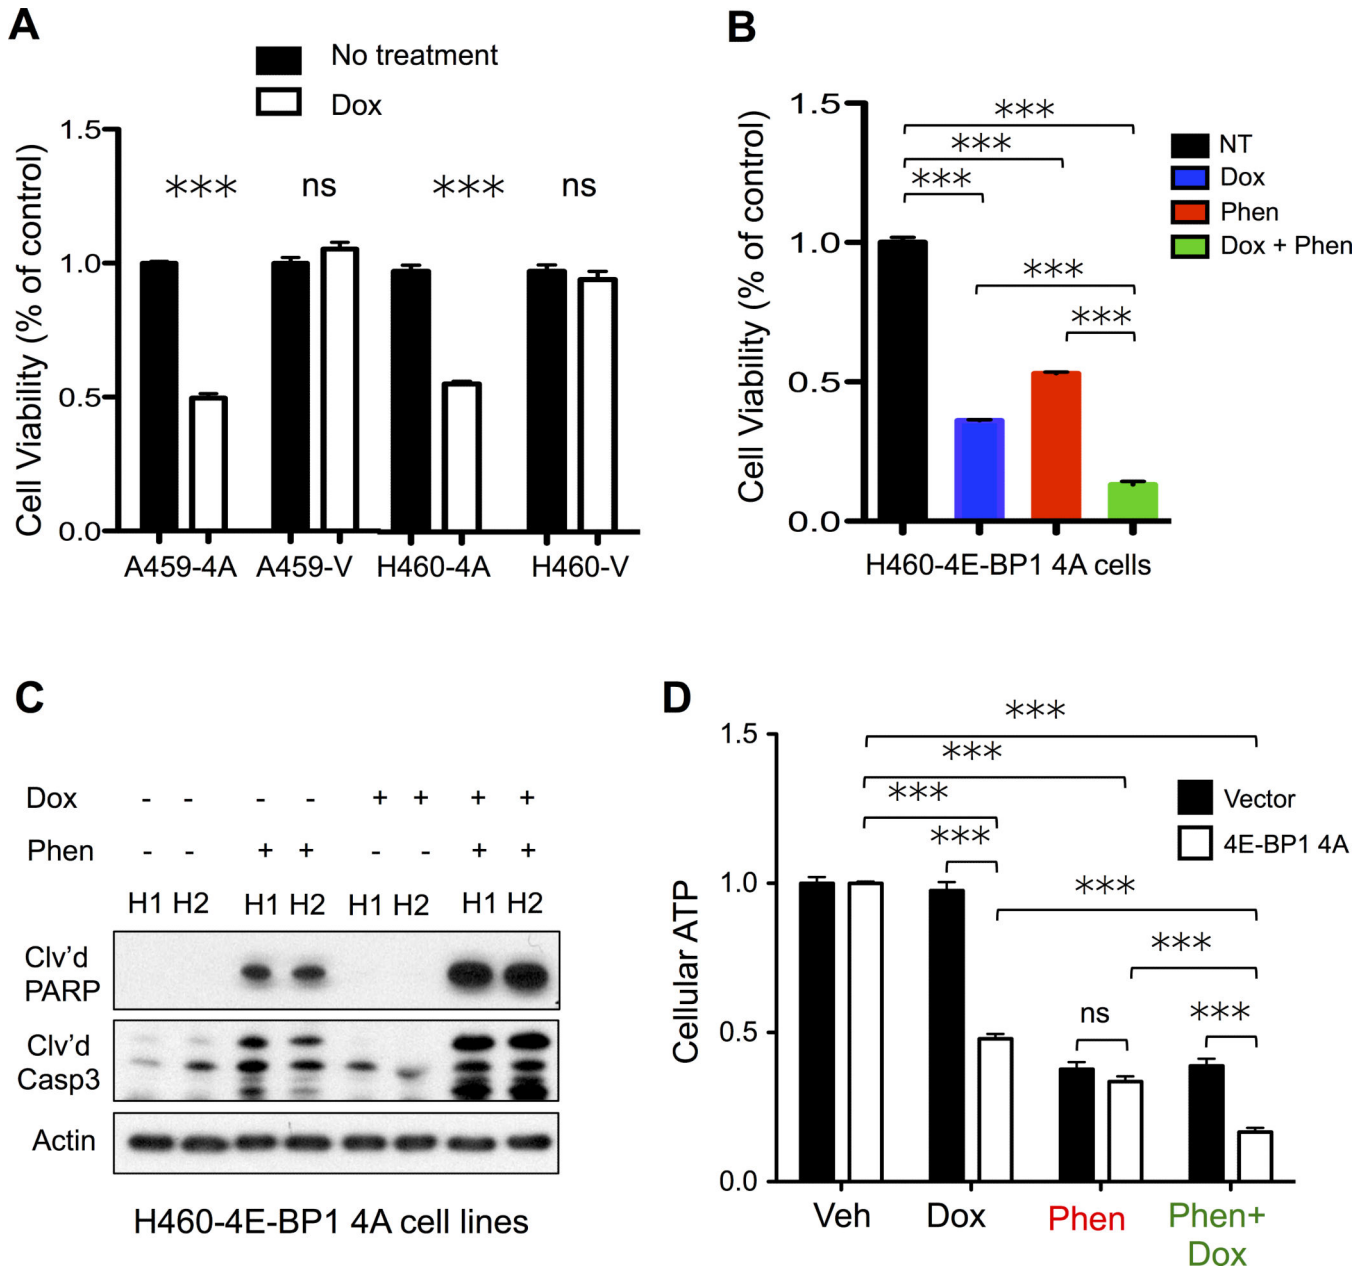 A
No treatment
Dox
Cell Viability (% of control)
1.5
1.0
0.5
0.0
*** ns *** ns
A459-4A A459-V H460-4A H460-V
B
Cell Viability (% of control)
1.5
1.0
0.5
0.0
***
***
***
***
***
NT
Dox
Phen
Dox + Phen
H460-4E-BP1 4A cells
C
Dox - - - - + + + +
Phen - - + + - - + +
H1 H2 H1 H2 H1 H2 H1 H2
Clv'd
PARP
Clv'd
Casp3
Actin
H460-4E-BP1 4A cell lines
D
Cellular ATP
1.5
1.0
0.5
0.0
***
***
***
***
***
***
ns ***
Vector
4E-BP1 4A
Veh Dox Phen Phen+
Dox